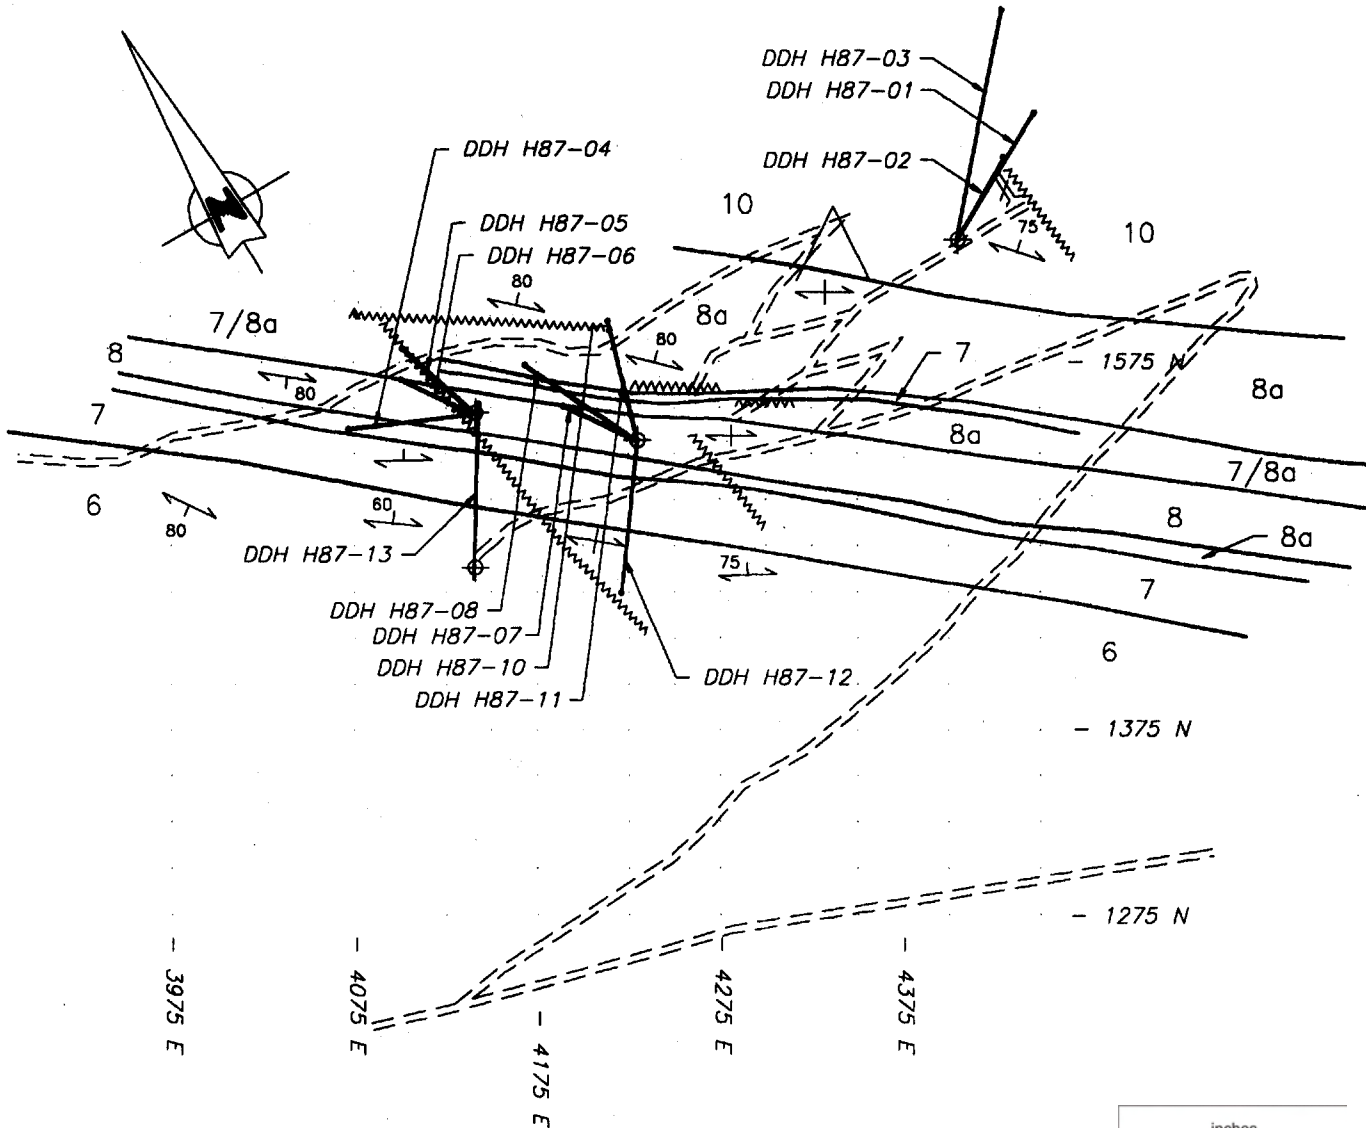 DDH H87-03
DDH H87-01
DDH H87-02
DDH H87-04
N
10
DDH H87-05
DDH H87-06
75
10
80
7/8a
8a
8
80
7
1575 N
80
8a
7
8a
7/8a
6
80
60
8
8a
DDH H87-13
75
7
DDH H87-08
DDH H87-07
6
DDH H87-10
DDH H87-12
DDH H87-11
1375 N
1275 N
3975 E
4075 E
4175 E
4275 E
4375 E
inches